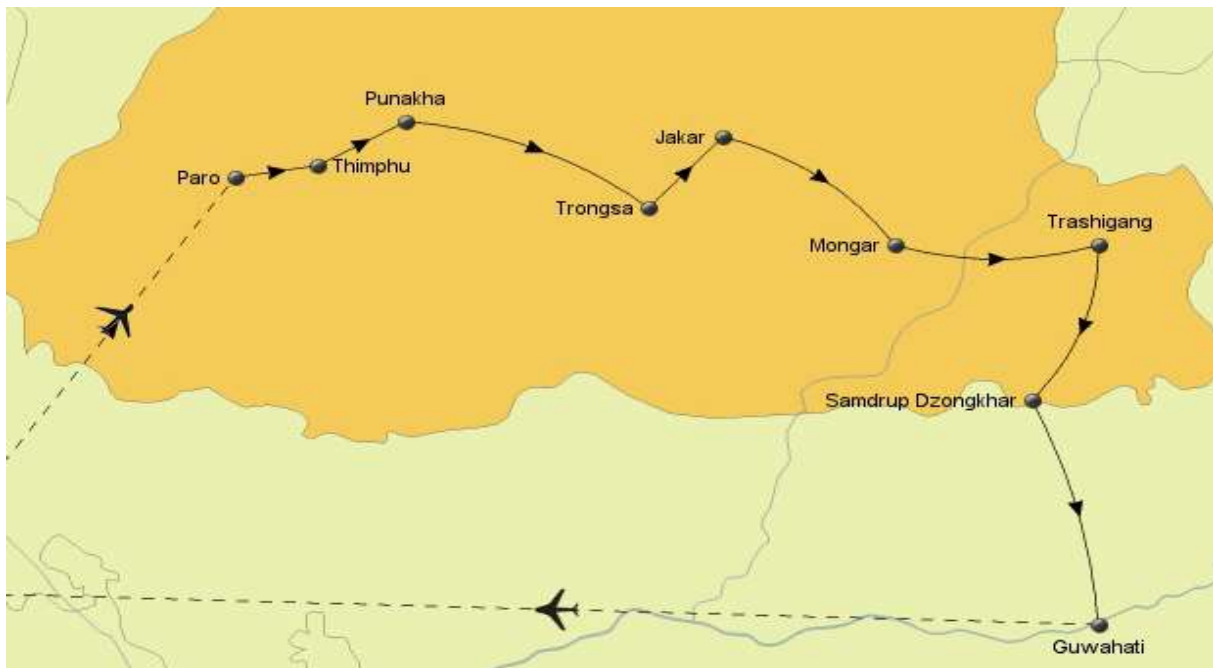 Punakha
Jakar
Thimphu
Paro
Trongsa
Trashigang
Mongar
Samdrup Dzongkhar
Guwahati